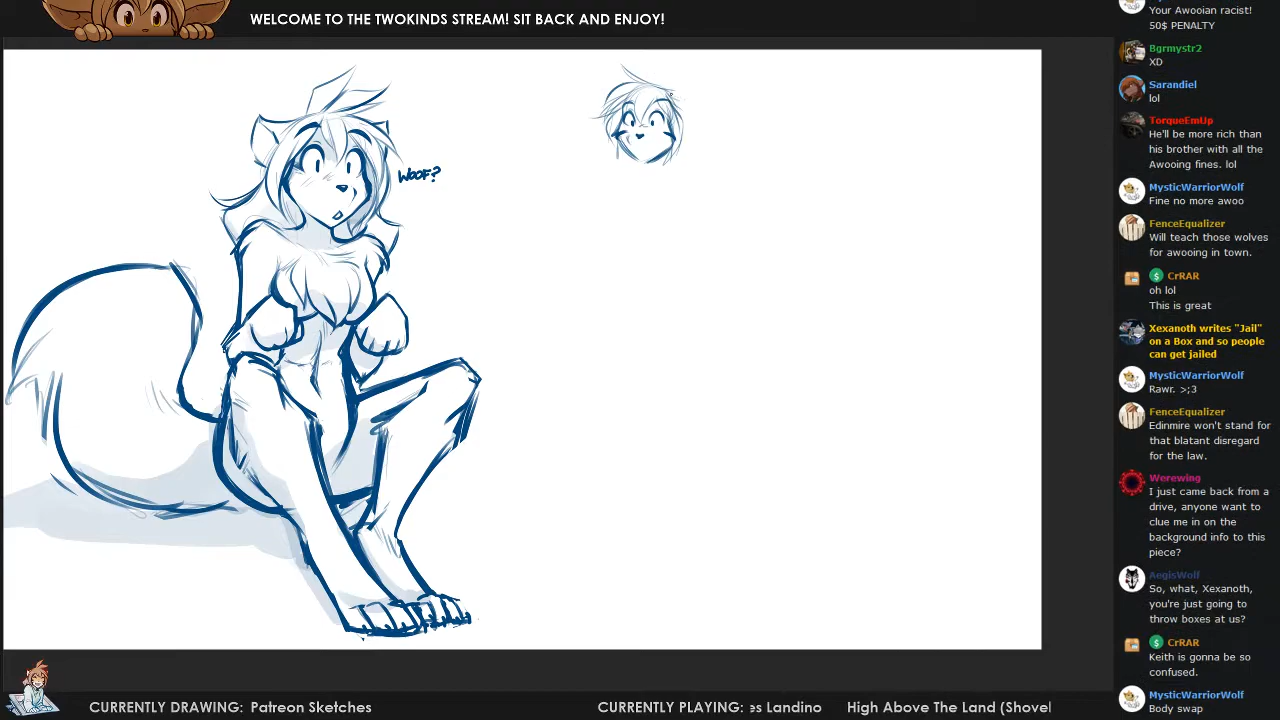 WELCOME TO THE TWOKINDS STREAM! SIT BACK AND ENJOY!
WOOF?
Your Awooian racist!
50$ PENALTY
Bgrmystr2
XD
Sarandiel
lol
TorqueEmUp
He'll be more rich than
his brother with all the
Awooing fines. lol
MysticWarriorWolf
Fine no more awoo
FenceEqualizer
Will teach those wolves
for awooing in town.
$ CrRAR
oh lol
This is great
Xexanoth writes "Jail"
on a Box and so people
can get jailed
MysticWarriorWolf
Rawr. >;3
FenceEqualizer
Edinmire won't stand for
that blatant disregard
for the law.
Werewing
I just came back from a
drive, anyone want to
clue me in on the
background info to this
piece?
AegisWolf
So, what, Xexanoth,
you're just going to
throw boxes at us?
$ CrRAR
Keith is gonna be so
confused.
MysticWarriorWolf
Body swap
CURRENTLY DRAWING: Patreon Sketches
CURRENTLY PLAYING: es Landino High Above The Land (Shovel